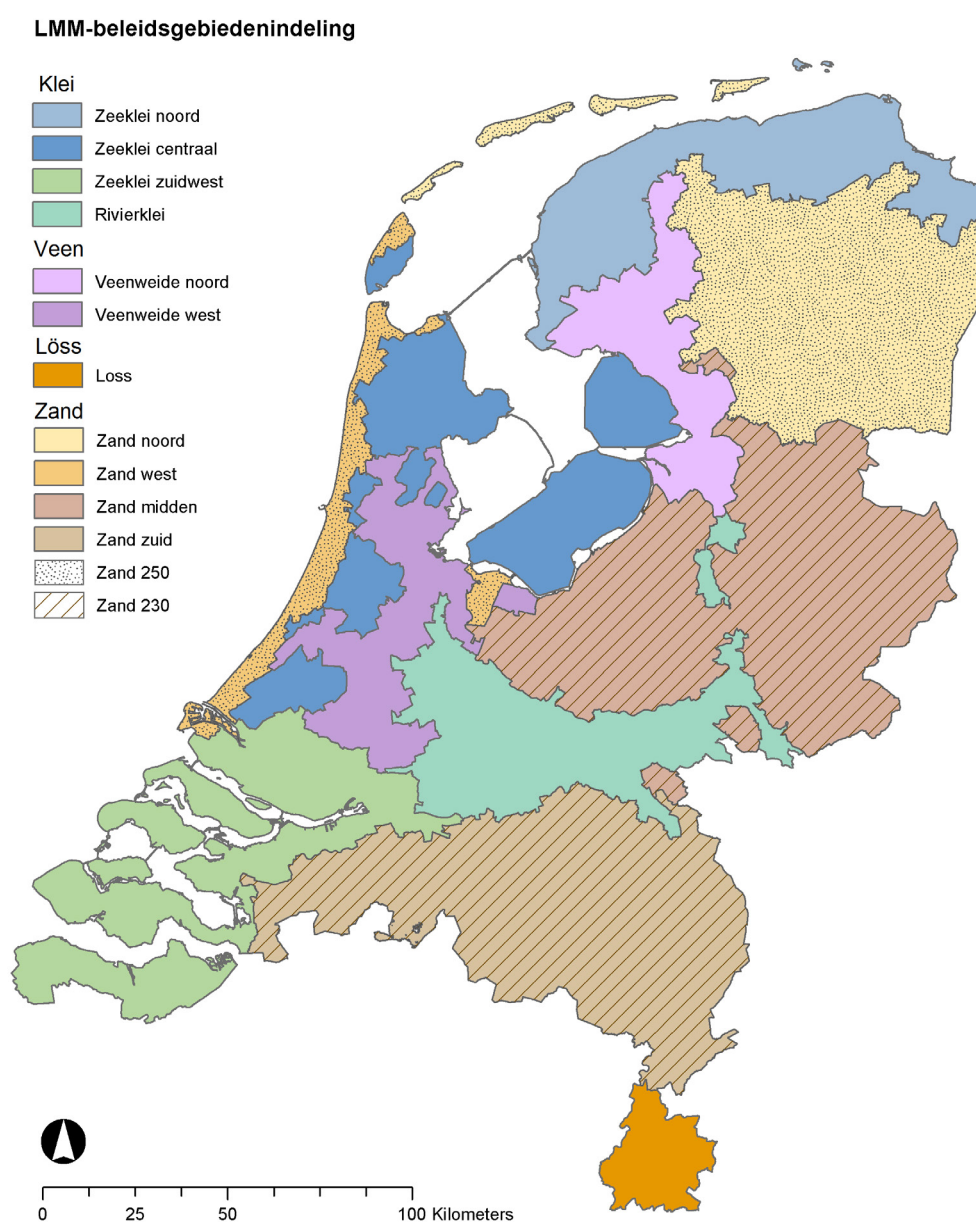 LMM-beleidsgebiedenindeling
Klei
Zeeklei noord
Zeeklei centraal
Zeeklei zuidwest
Rivierklei
Veen
Veenweide noord
Veenweide west
Löss
Loss
Zand
Zand noord
Zand west
Zand midden
Zand zuid
Zand 250
Zand 230
0 25 50 100 Kilometers